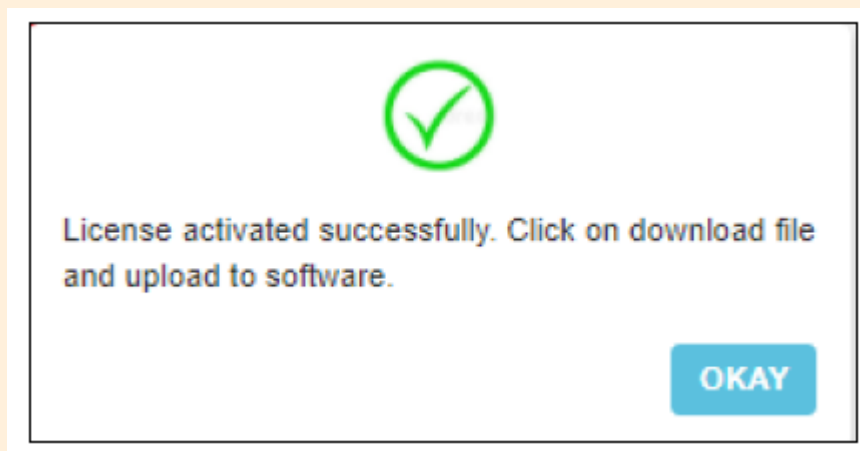 License activated successfully. Click on download file
and upload to software.
OKAY